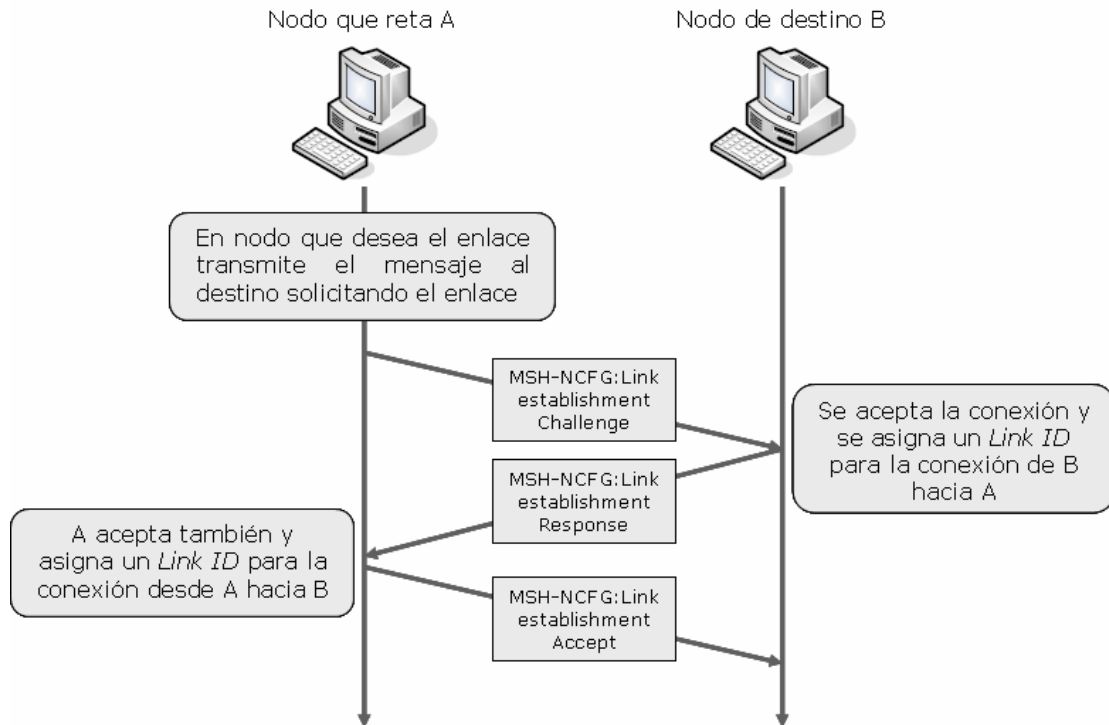 Nodo que reta A
Nodo de destino B
En nodo que desea el enlace
transmite el mensaje al
destino solicitando el enlace
MSH-NCFG:Link
establishment
Challenge
Se acepta la conexión y
se asigna un Link ID
para la conexión de B
hacia A
MSH-NCFG:Link
establishment
Response
A acepta también y
asigna un Link ID para la
conexión desde A hacia B
MSH-NCFG:Link
establishment
Accept